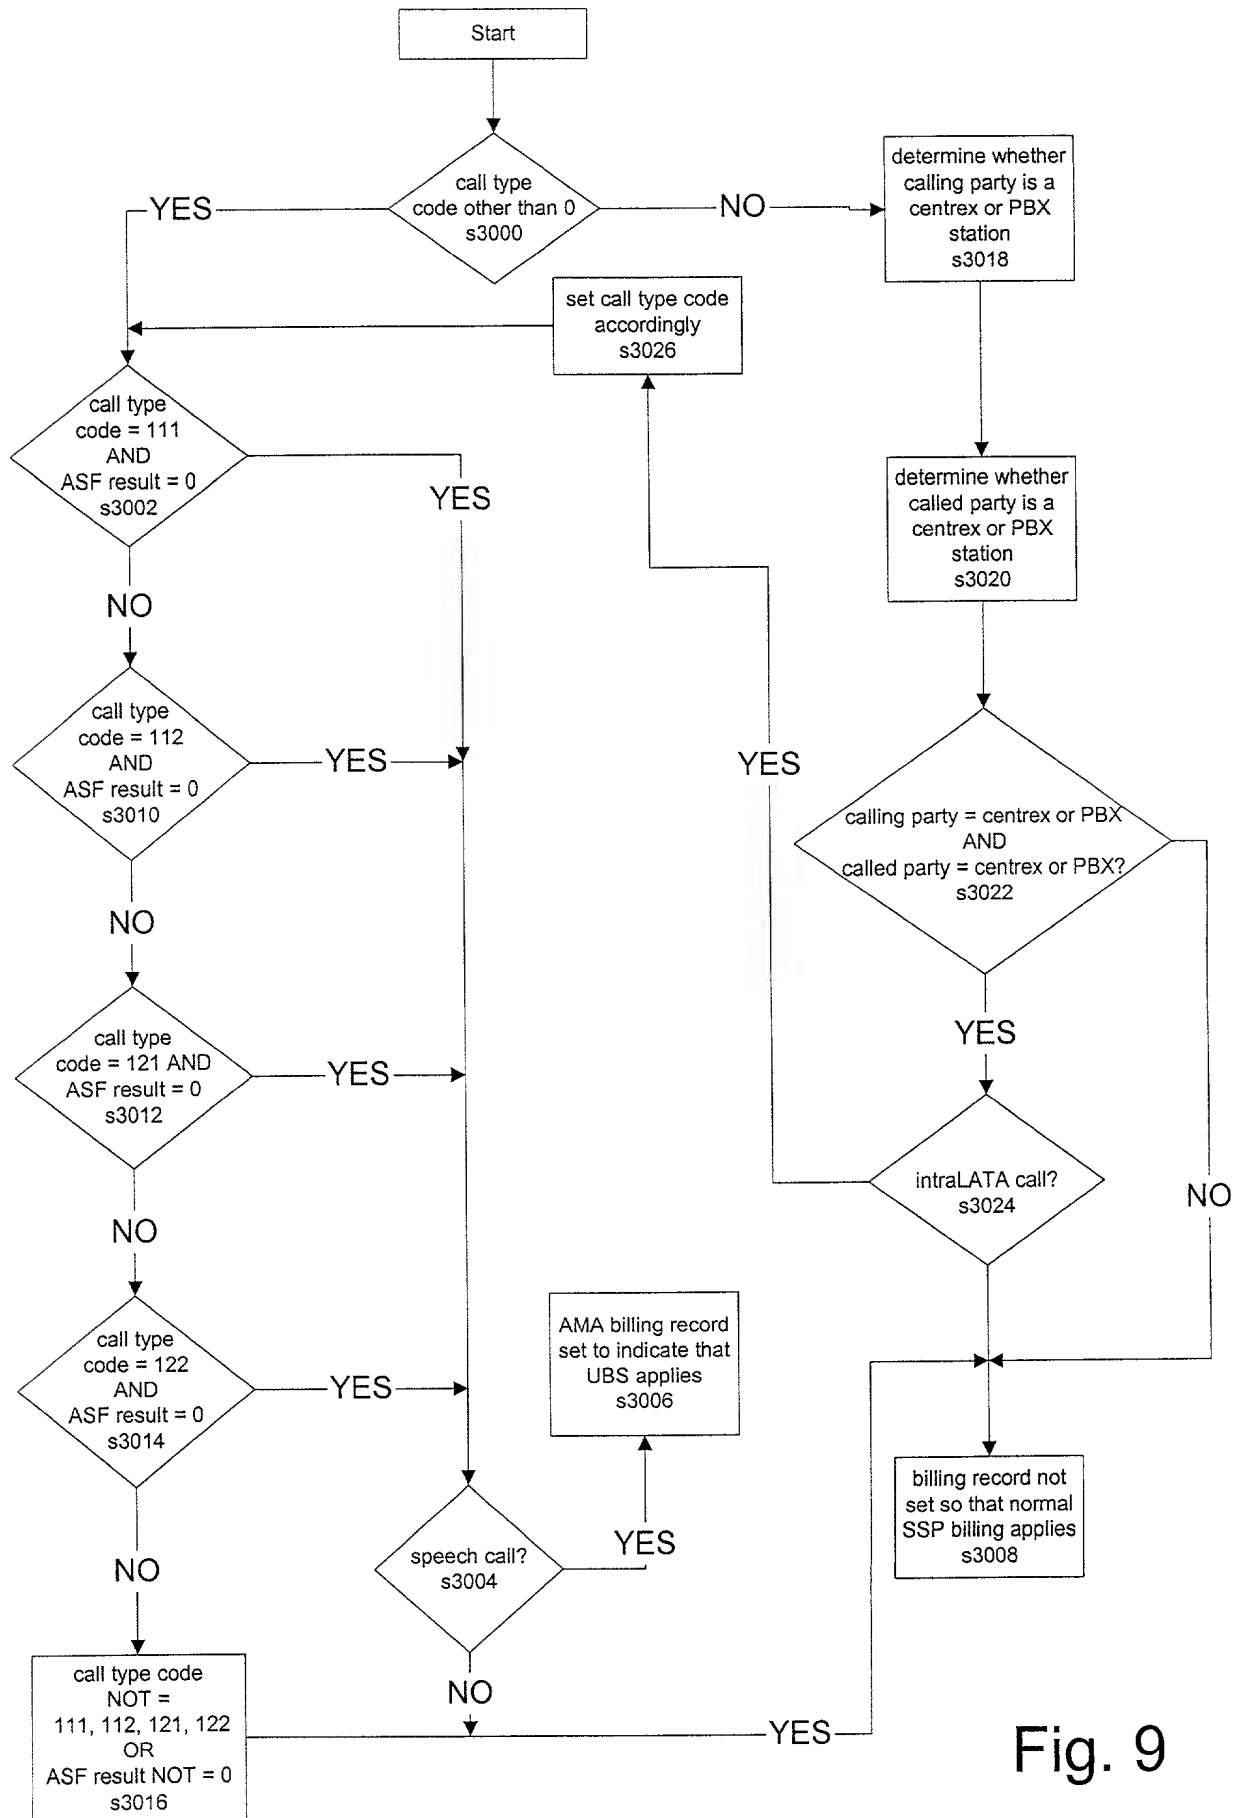 Start
call type
code other than 0
s3000
YES
NO
determine whether
calling party is a
centrex or PBX
station
s3018
set call type code
accordingly
s3026
call type
code = 111
AND
ASF result = 0
s3002
YES
NO
determine whether
called party is a
centrex or PBX
station
s3020
call type
code = 112
AND
ASF result = 0
s3010
YES
NO
YES
calling party = centrex or PBX
AND
called party = centrex or PBX?
s3022
YES
NO
call type
code = 121 AND
ASF result = 0
s3012
YES
NO
intraLATA call?
s3024
call type
code = 122
AND
ASF result = 0
s3014
YES
NO
AMA billing record
set to indicate that
UBS applies
s3006
YES
speech call?
s3004
NO
billing record not
set so that normal
SSP billing applies
s3008
call type code
NOT =
111, 112, 121, 122
OR
ASF result NOT = 0
s3016
YES
Fig. 9